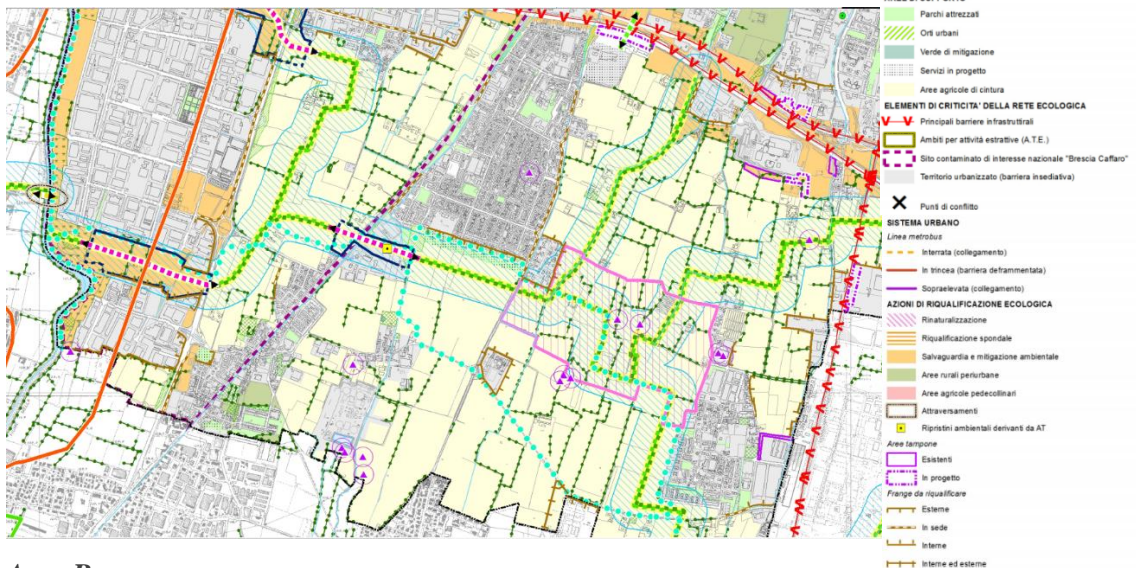 Parchi attrezzati
Orti urbani
Verde di mitigazione
Servizi in progetto
Aree agricole di cintura
ELEMENTI DI CRITICITA' DELLA RETE ECOLOGICA
Principali barriere infrastruttirali
Ambiti per attività estrattive (A.T.E.)
Sito contaminato di interesse nazionale "Brescia Caffaro"
Territorio urbanizzato (barriera insediativa)
Punti di conflitto
SISTEMA URBANO
Linea metrobus
Interrata (collegamento)
In trincea (barriera deframmentata)
Sopraelevata (collegamento)
AZIONI DI RIQUALIFICAZIONE ECOLOGICA
Rinaturalizzazione
Riqualificazione spondale
Salvaguardia e mitigazione ambientale
Aree rurali periurbane
Aree agricole pedecollinari
Attraversamenti
Ripristini ambientali derivanti da AT
Aree tampone
Esistenti
In progetto
Frange da riqualificare
Esterne
In sede
Interne
Interne ed esterne